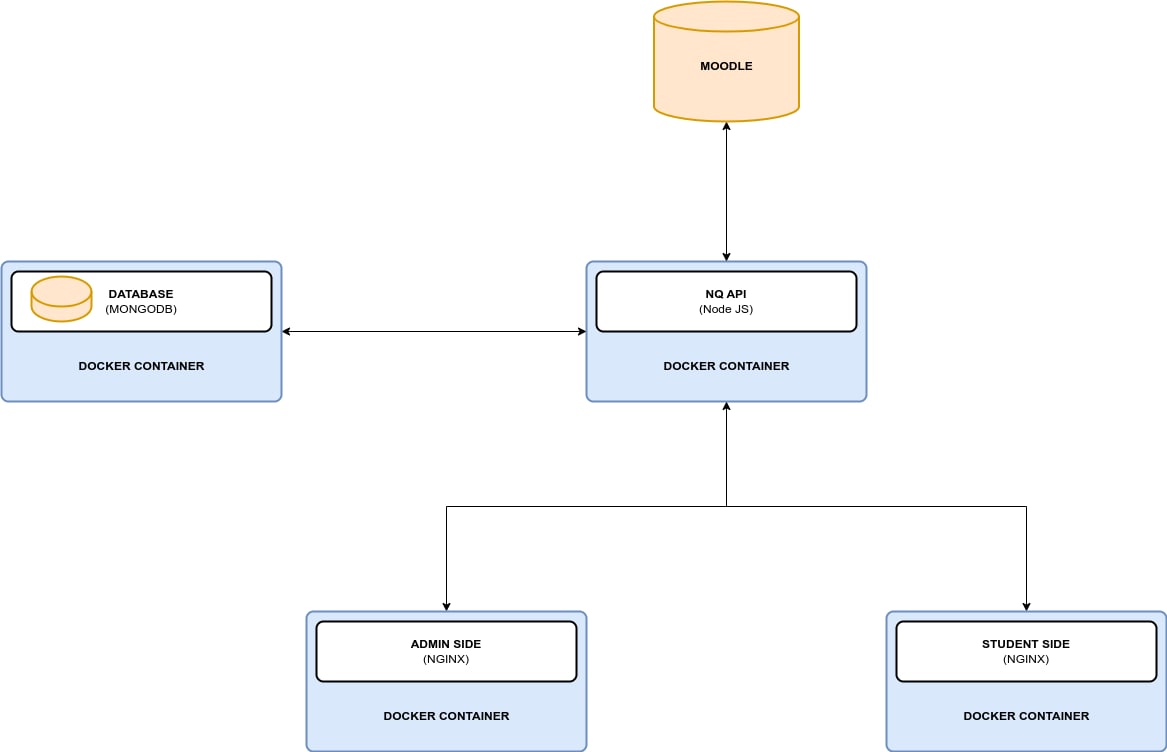 MOODLE
DATABASE
(MONGODB)
DOCKER CONTAINER
NQ API
(Node JS)
DOCKER CONTAINER
ADMIN SIDE
(NGINX)
DOCKER CONTAINER
STUDENT SIDE
(NGINX)
DOCKER CONTAINER